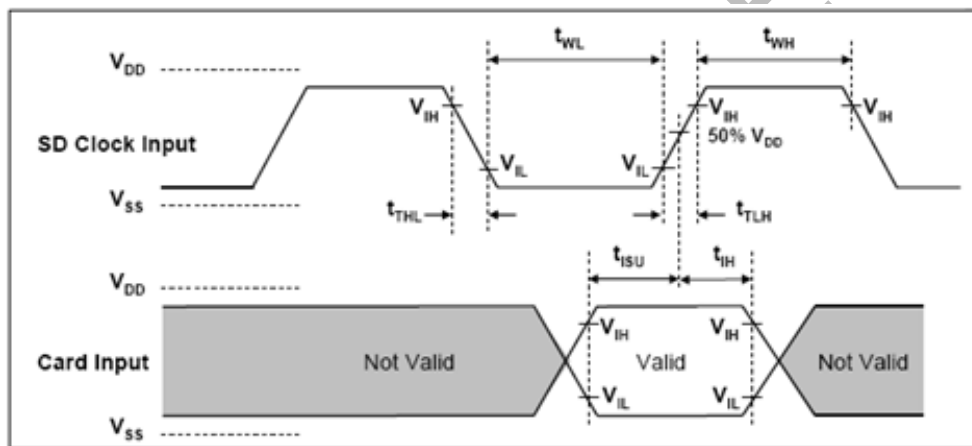 t_WL t_WH
V_DD
V_IH V_IH V_IH
SD Clock Input 50% V_DD
V_IL V_IL
V_SS
t_THL t_TLH
t_ISU t_IH
V_DD
V_IH V_IH
Card Input Not Valid Valid Not Valid
V_IL V_IL
V_SS